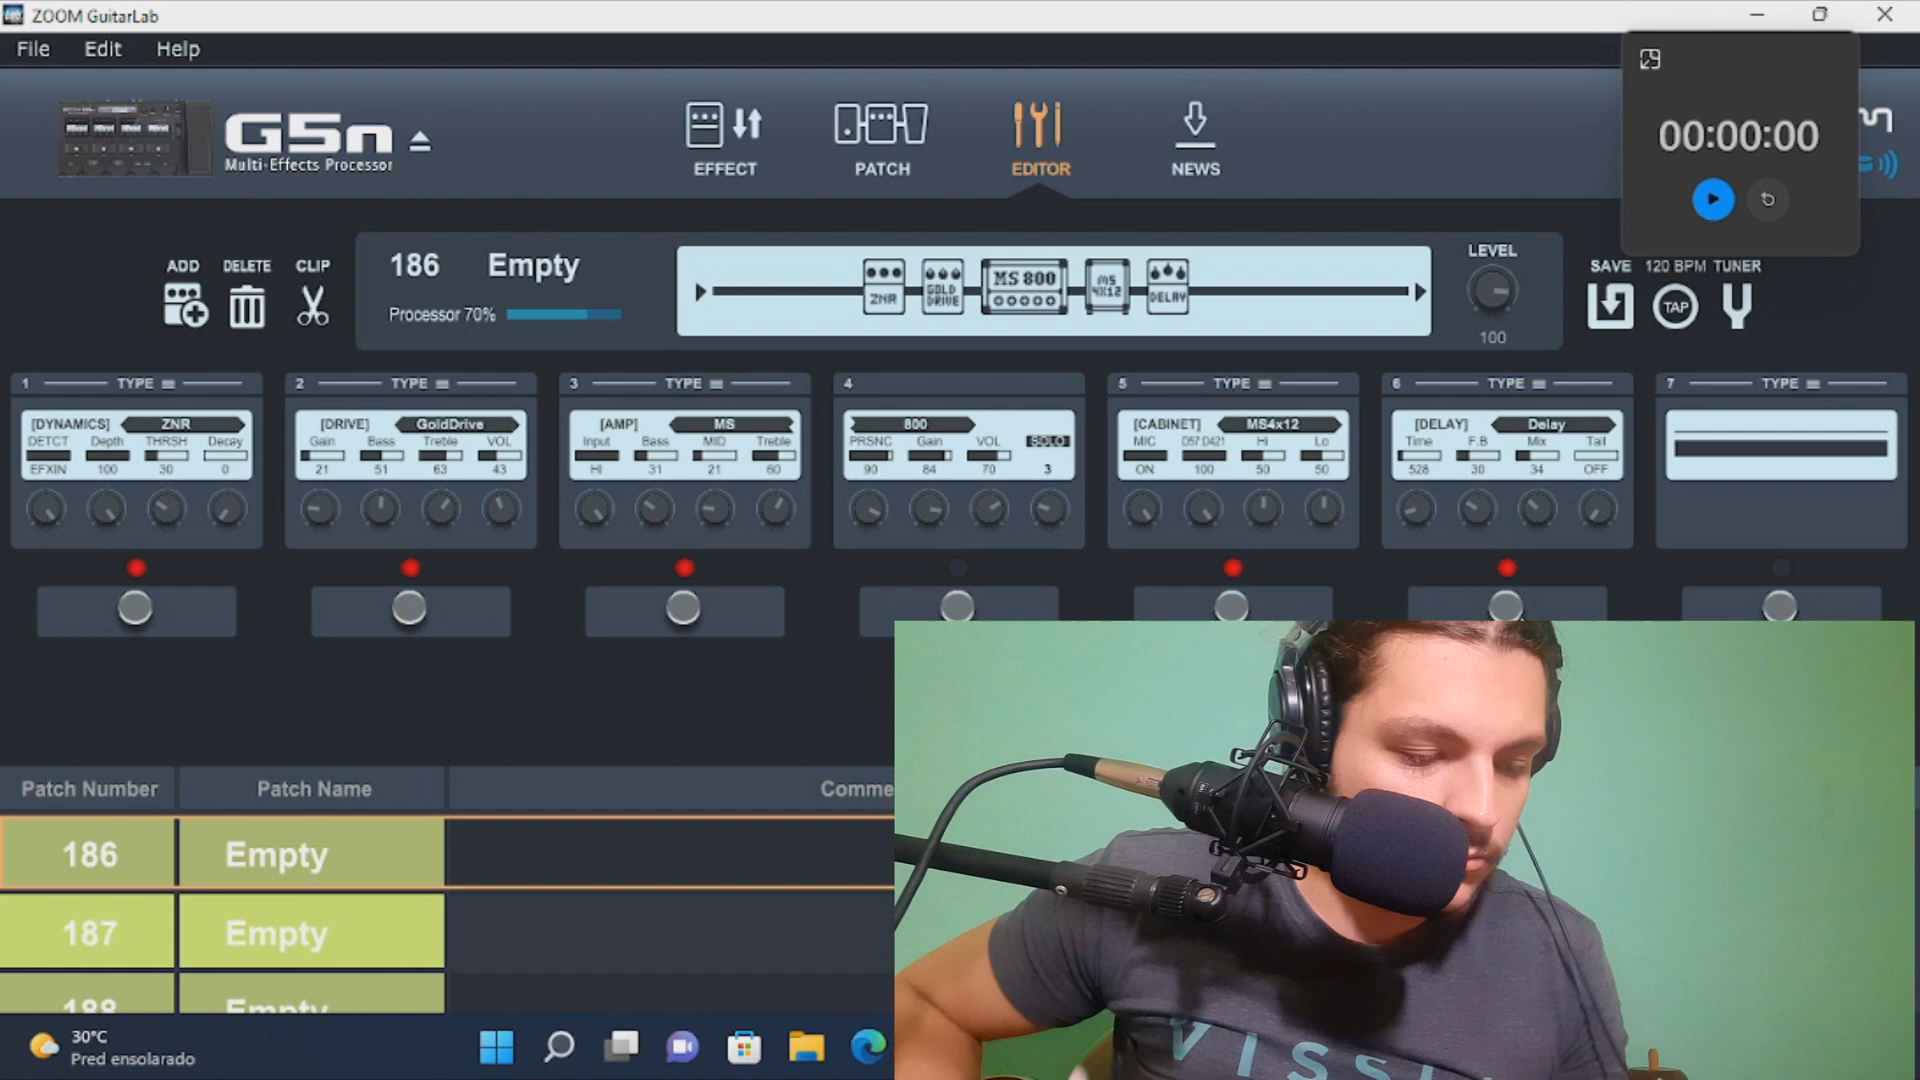 ZOOM GuitarLab
File Edit Help
G5n
Multi-Effects Processor
EFFECT PATCH EDITOR NEWS
00:00:00
ADD DELETE CLIP
186 Empty
Processor 70%
ZNR GOLD DRIVE MS 800 MS 4X12 DELAY
LEVEL
100
SAVE 120 BPM TUNER
TAP
1 TYPE 2 TYPE 3 TYPE 4 5 TYPE 6 TYPE 7 TYPE
[DYNAMICS] ZNR
DETCT Depth THRSH Decay
EFXIN 100 30 0
[DRIVE] GoldDrive
Gain Bass Treble VOL
21 51 63 43
[AMP] MS
Input Bass MID Treble
HI 31 21 60
800
PRSNC Gain VOL SOLO
90 84 70 3
[CABINET] MS4x12
MIC D57:D421 Hi Lo
ON 100 50 50
[DELAY] Delay
Time F.B Mix Tail
528 30 34 OFF
Patch Number Patch Name Comme
186 Empty
187 Empty
188 Empty
30°C
Pred ensolarado
VISSI